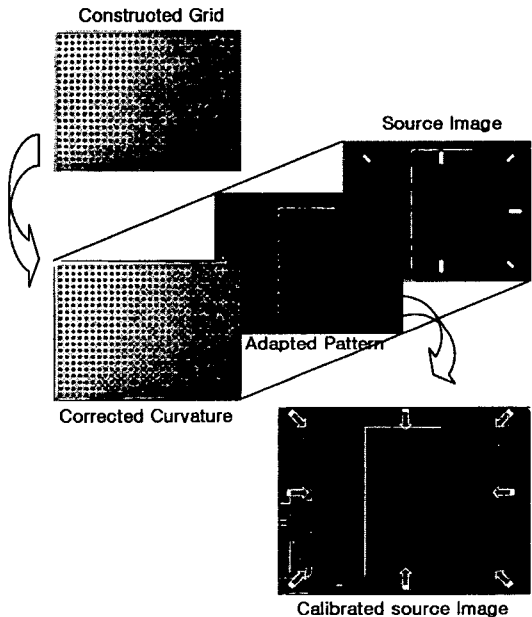 Constructed Grid
Source Image
Adapted Pattern
Corrected Curvature
Calibrated source Image